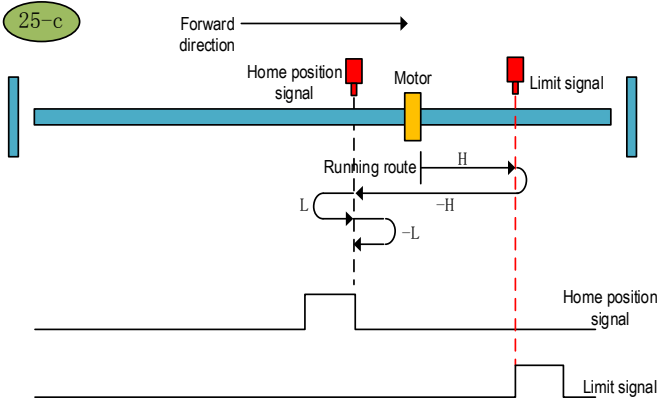 25-c
Forward
direction
Home position
signal
Motor
Limit signal
Running route
H
-H
L
-L
Home position
signal
Limit signal